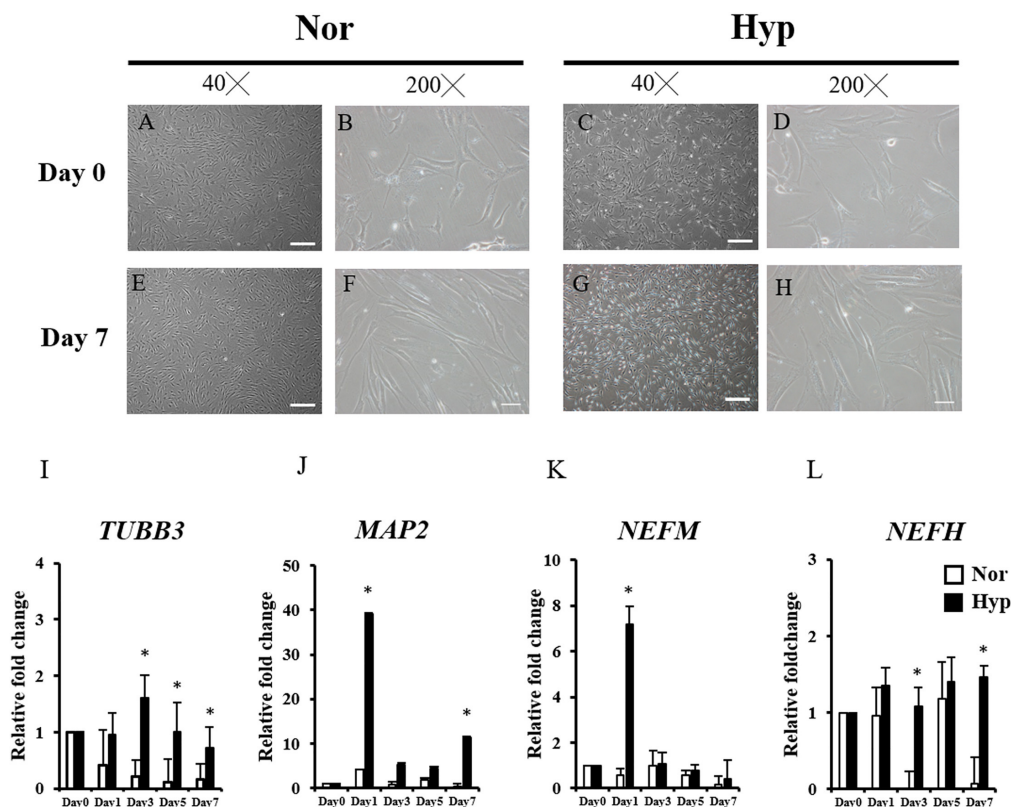 Nor Hyp
40× 200× 40× 200×
A B C D
Day 0
E F G H
Day 7
I J K L
TUBB3 MAP2 NEFM NEFH
4 50 10 3
Nor
Hyp
3 40 8 2
30 6
2 20 4 1
1 10 2
0 0 0 0
* * * * * * * *
Relative fold change Relative fold change Relative fold change Relative foldchange
Day0 Day1 Day3 Day5 Day7 Day0 Day1 Day3 Day5 Day7 Day0 Day1 Day3 Day5 Day7 Day0 Day1 Day3 Day5 Day7